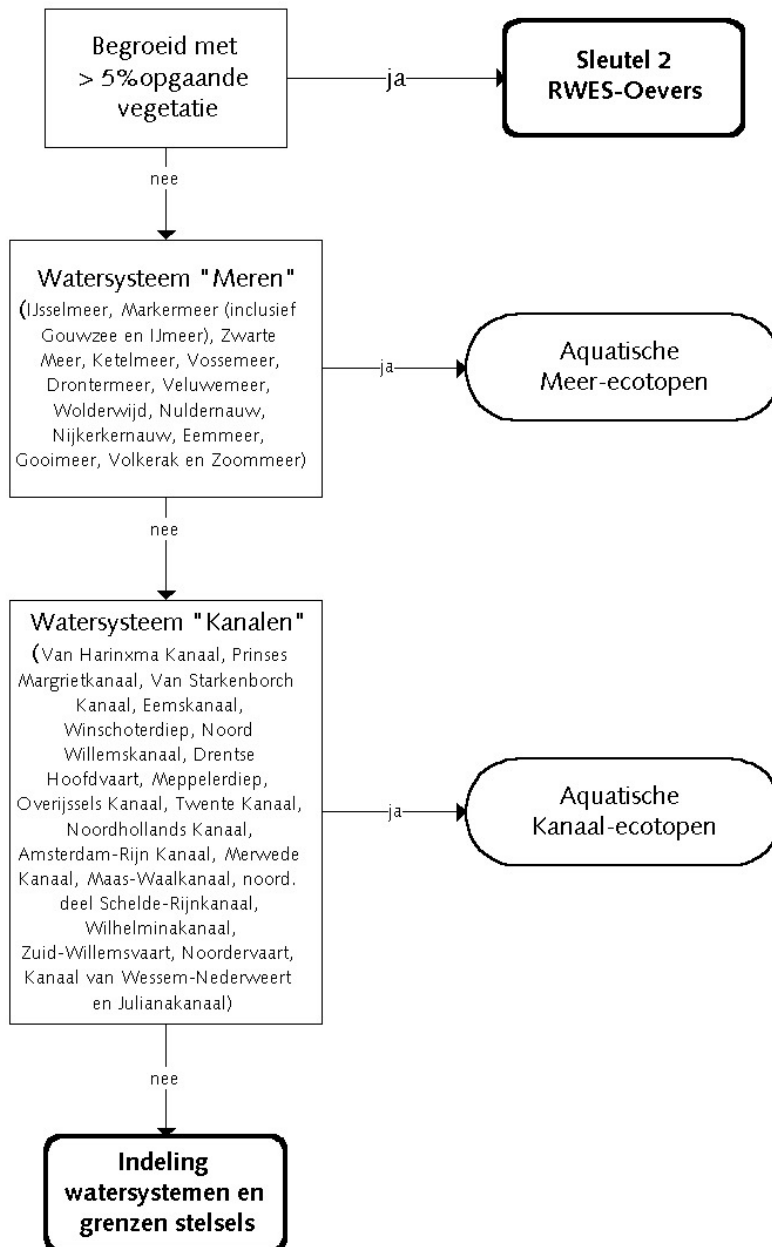 Begroeid met
> 5%opgaande
vegetatie
ja
Sleutel 2
RWES-Oevers
nee
Watersysteem "Meren"
(IJsselmeer, Markermeer (inclusief
Gouwzee en IJmeer), Zwarte
Meer, Ketelmeer, Vossemeer,
Drontermeer, Veluwemeer,
Wolderwijd, Nuldernauw,
Nijkerkernauw, Eemmeer,
Gooimeer, Volkerak en Zoommeer)
ja
Aquatische
Meer-ecotopen
nee
Watersysteem "Kanalen"
(Van Harinxma Kanaal, Prinses
Margrietkanaal, Van Starkenborch
Kanaal, Eemskanaal,
Winschoterdiep, Noord
Willemskanaal, Drentse
Hoofdvaart, Meppelerdiep,
Overijssels Kanaal, Twente Kanaal,
Noordhollands Kanaal,
Amsterdam-Rijn Kanaal, Merwede
Kanaal, Maas-Waalkanaal, noord.
deel Schelde-Rijnkanaal,
Wilhelminakanaal,
Zuid-Willemsvaart, Noordervaart,
Kanaal van Wessem-Nederweert
en Julianakanaal)
ja
Aquatische
Kanaal-ecotopen
nee
Indeling
watersystemen en
grenzen stelsels